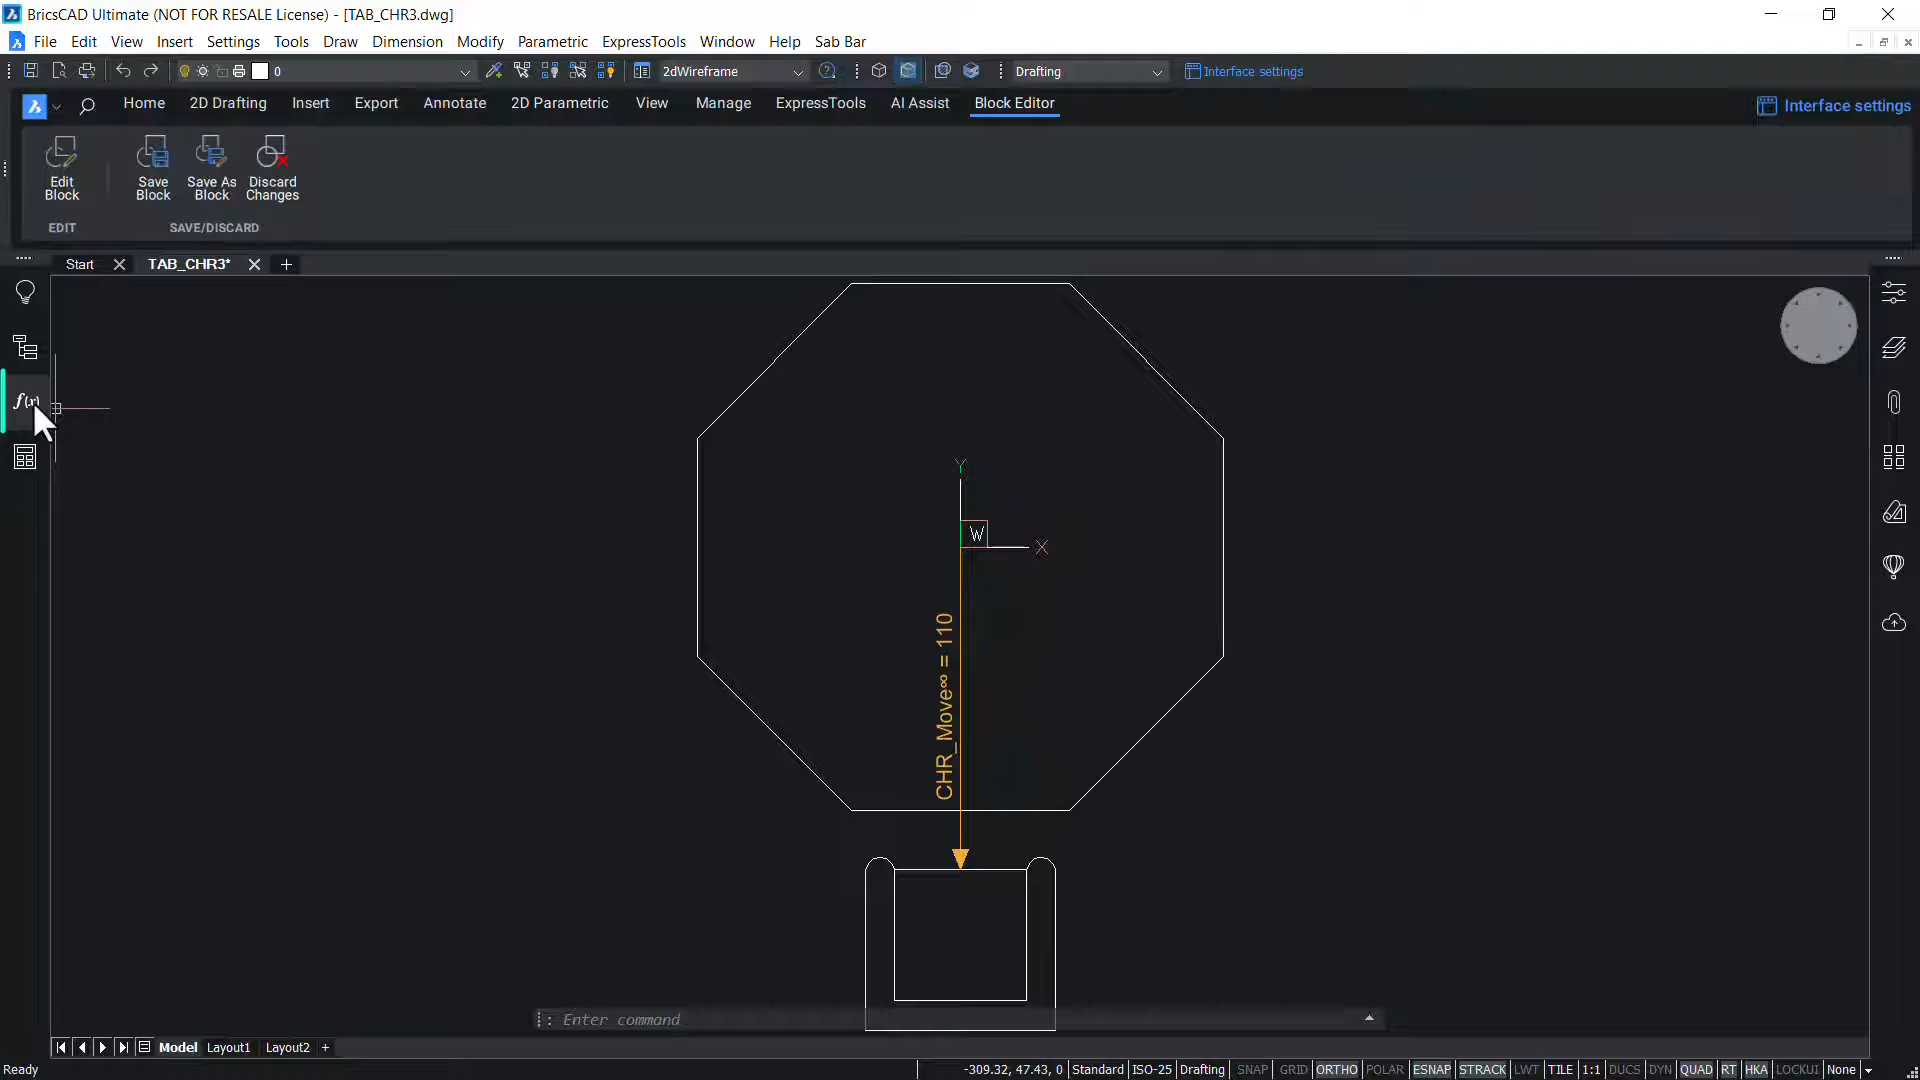 BricsCAD Ultimate (NOT FOR RESALE License) - [TAB_CHR3.dwg]
File Edit View Insert Settings Tools Draw Dimension Modify Parametric ExpressTools Window Help Sab Bar
0 2dWireframe Drafting Interface settings
Home 2D Drafting Insert Export Annotate 2D Parametric View Manage ExpressTools AI Assist Block Editor Interface settings
Edit Block
Save Block
Save As Block
Discard Changes
EDIT SAVE/DISCARD
Start TAB_CHR3*
f(x)
Y
W
X
CHR_Move∞ = 110
: Enter command
Model Layout1 Layout2 +
Ready -309.32, 47.43, 0 Standard ISO-25 Drafting SNAP GRID ORTHO POLAR ESNAP STRACK LWT TILE 1:1 DUCS DYN QUAD RT HKA LOCKUI None